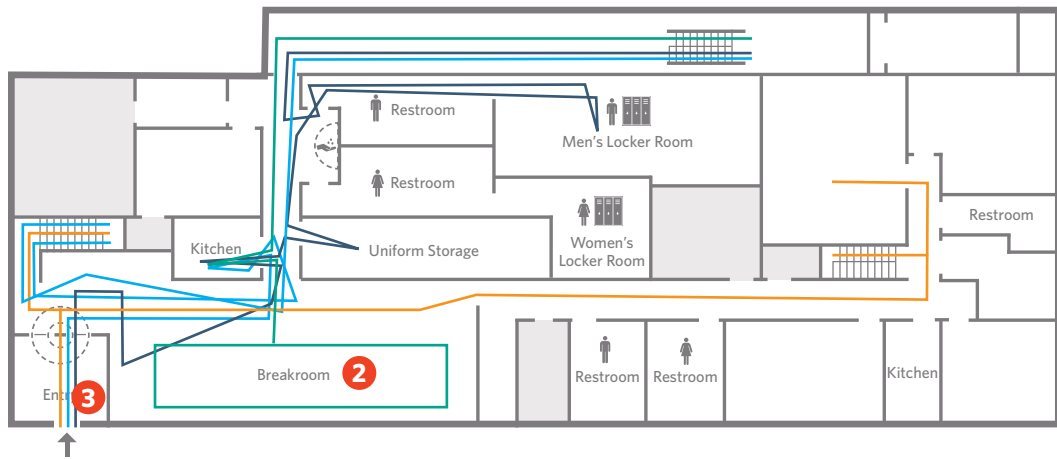 Restroom
Men's Locker Room
Restroom
Restroom
Kitchen
Uniform Storage
Women's
Locker Room
Breakroom
2
Restroom
Restroom
Kitchen
3